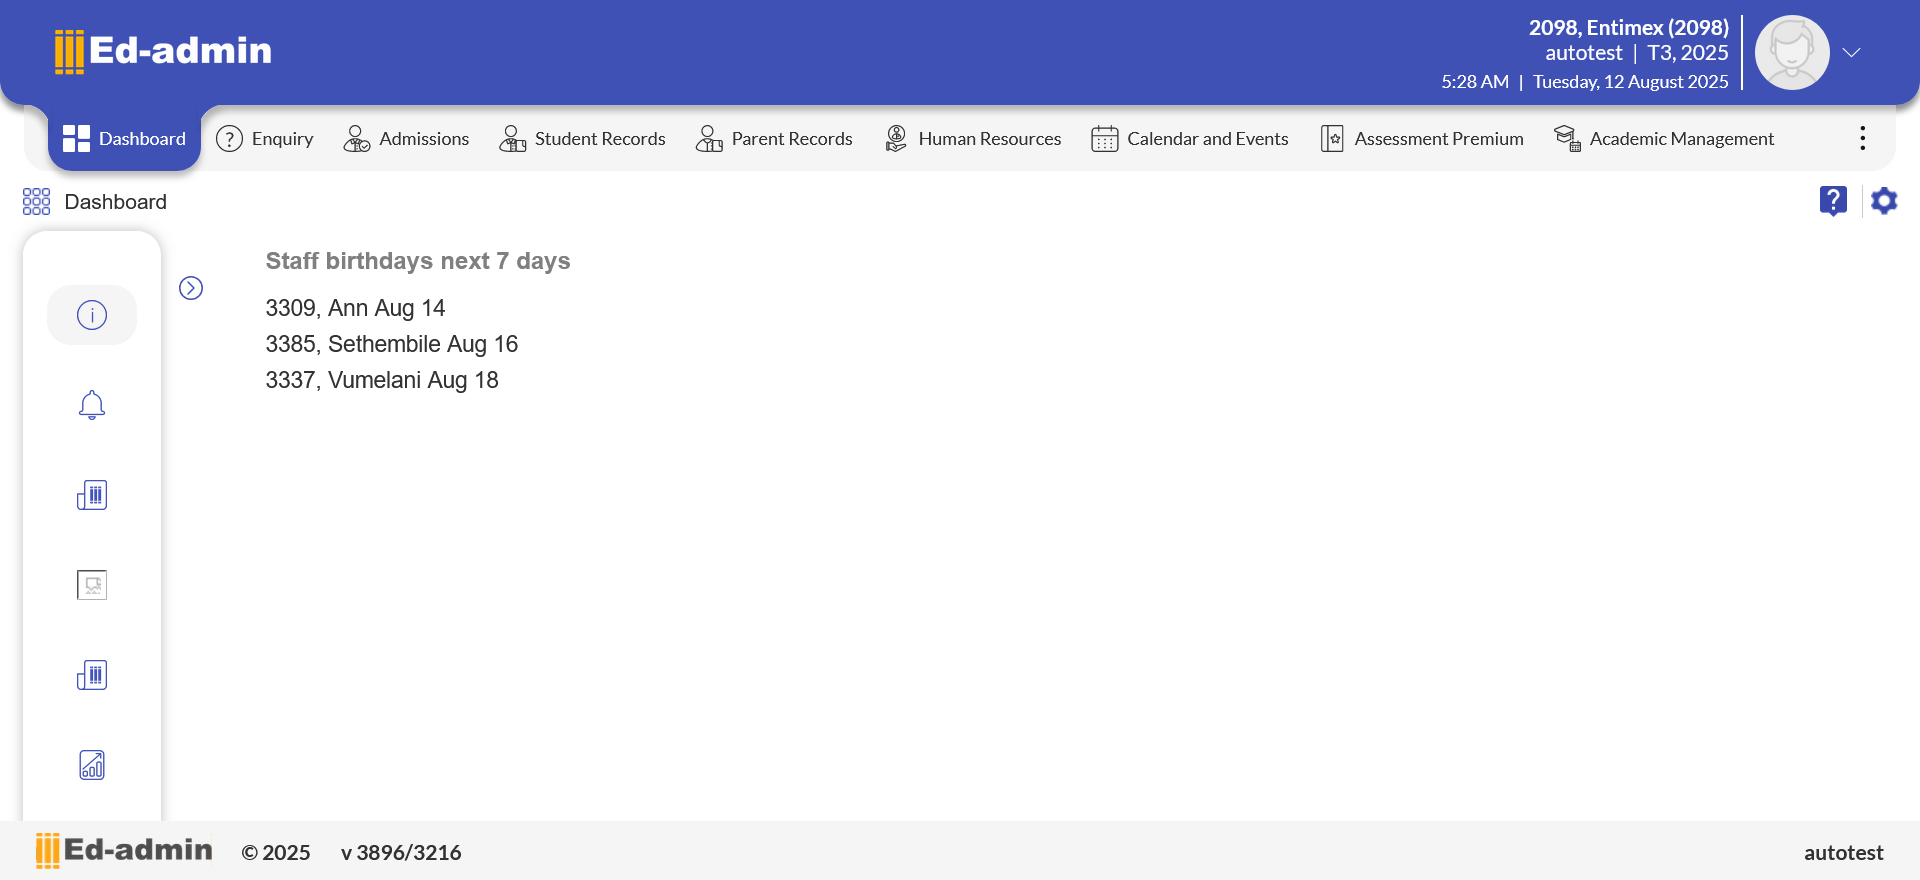 Ed-admin
2098, Entimex (2098)
autotest | T3, 2025
5:28 AM | Tuesday, 12 August 2025
Dashboard
Enquiry
Admissions
Student Records
Parent Records
Human Resources
Calendar and Events
Assessment Premium
Academic Management
Dashboard
Staff birthdays next 7 days
3309, Ann Aug 14
3385, Sethembile Aug 16
3337, Vumelani Aug 18
Ed-admin
© 2025
v 3896/3216
autotest